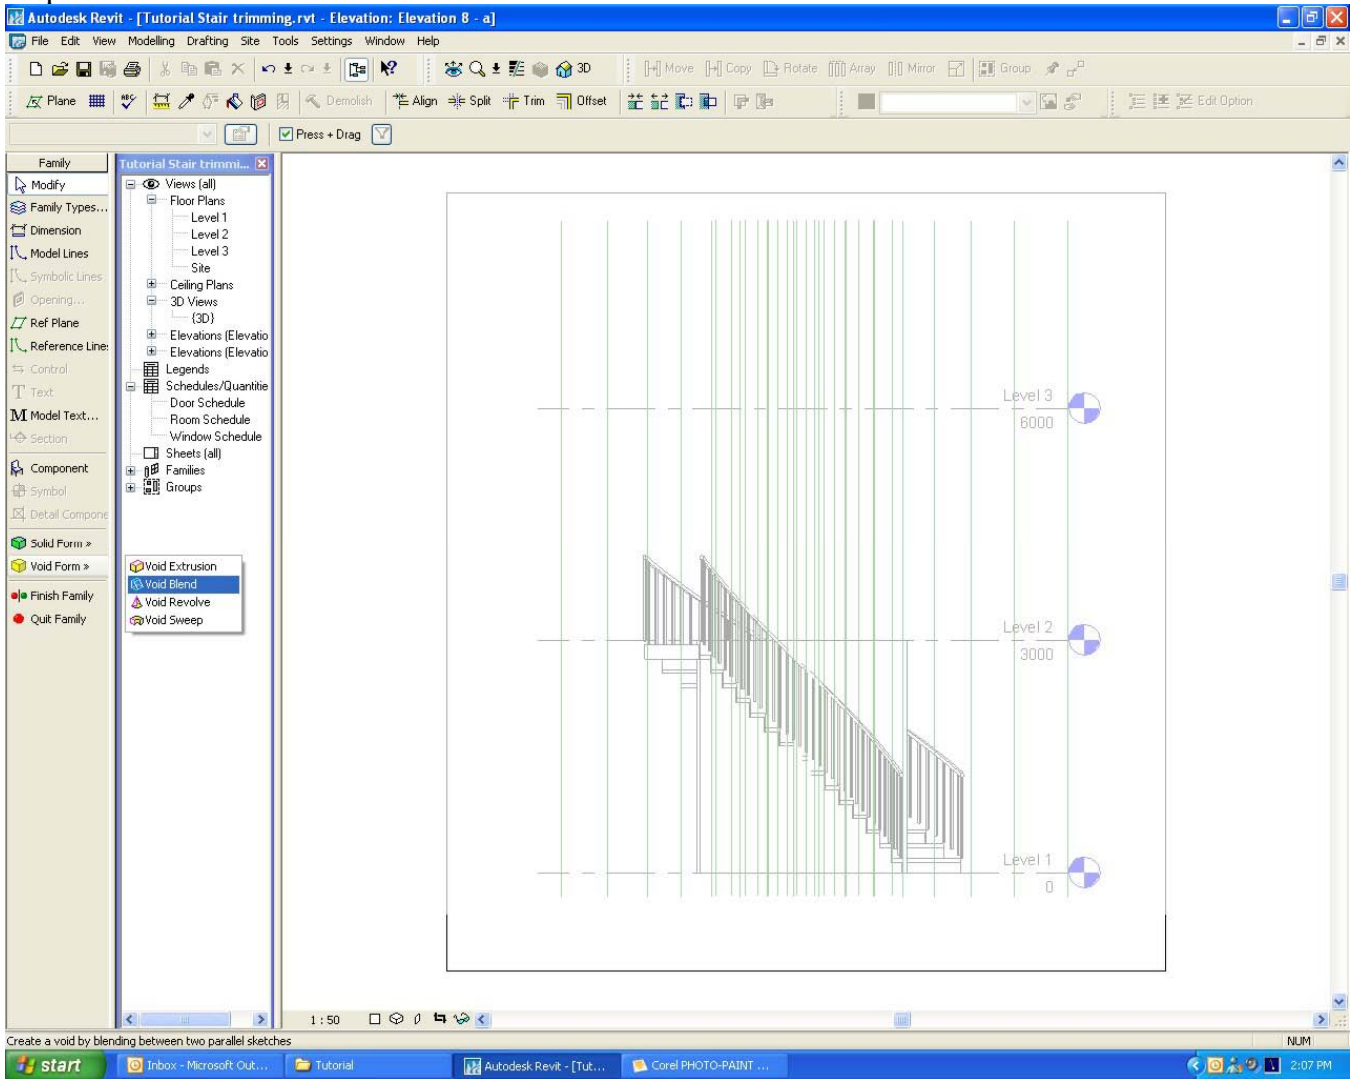 Autodesk Revit - [Tutorial Stair trimming.rvt - Elevation: Elevation 8 - a]
File Edit View Modelling Drafting Site Tools Settings Window Help
3D Move Copy Rotate Array Mirror Group
Plane Demolish Align Split Trim Offset Edit Option
Press + Drag
Family
Modify
Family Types...
Dimension
Model Lines
Symbolic Lines
Opening...
Ref Plane
Reference Line
Control
Text
Model Text...
Section
Component
Symbol
Detail Compone
Solid Form »
Void Form »
Finish Family
Quit Family
Tutorial Stair trimmi...
Views (all)
Floor Plans
Level 1
Level 2
Level 3
Site
Ceiling Plans
3D Views
{3D}
Elevations (Elevatio
Elevations (Elevatio
Legends
Schedules/Quantitie
Door Schedule
Room Schedule
Window Schedule
Sheets (all)
Families
Groups
Void Extrusion
Void Blend
Void Revolve
Void Sweep
Level 3
6000
Level 2
3000
Level 1
0
1 : 50
Create a void by blending between two parallel sketches
NUM
start Inbox - Microsoft Out... Tutorial Autodesk Revit - [Tut... Corel PHOTO-PAINT ... 2:07 PM